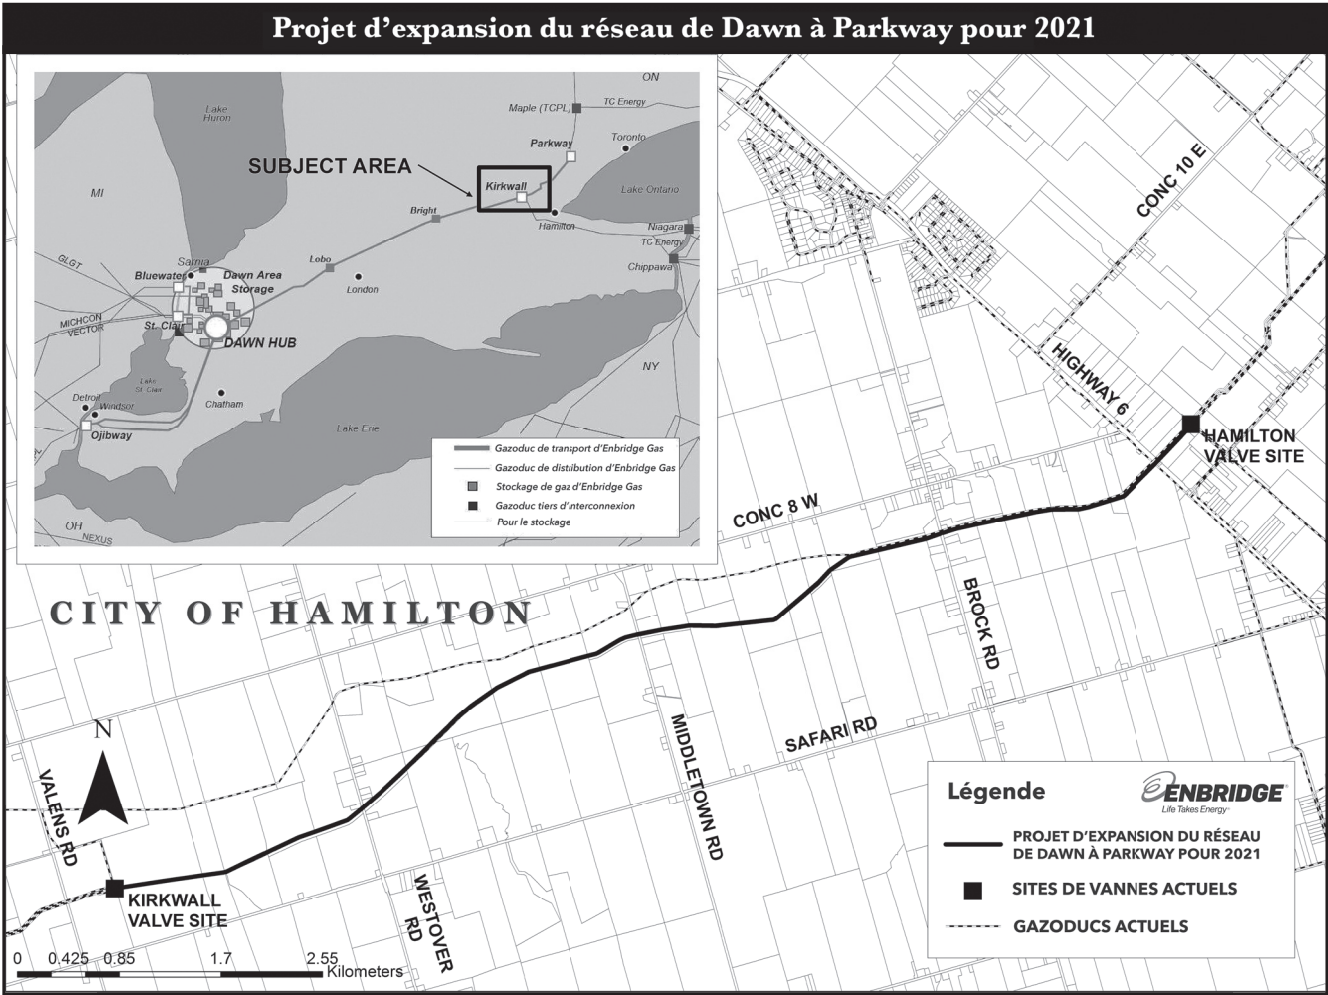 Projet d'expansion du réseau de Dawn à Parkway pour 2021
ON
Lake
Huron
Maple (TCPL)
TC Energy
Toronto
Parkway
SUBJECT AREA
MI
Kirkwall
Lake Ontario
Bright
Hamilton
Niagara
TC Energy
Chippawa
GLGT
Sarnia
Bluewater
Dawn Area
Storage
Lobo
London
MICHCON
VECTOR
St. Clair
DAWN HUB
NY
Lake
St-Clair
Detroit
Windsor
Chatham
Ojibway
Lake Erie
OH
NEXUS
Gazoduc de transport d'Enbridge Gas
Gazoduc de distibution d'Enbridge Gas
Stockage de gaz d'Enbridge Gas
Gazoduc tiers d'interconnexion
Pour le stockage
CONC 10 E
HIGHWAY 6
HAMILTON
VALVE SITE
CONC 8 W
CITY OF HAMILTON
BROCK RD
N
MIDDLETOWN RD
SAFARI RD
VALENS RD
WESTOVER
RD
KIRKWALL
VALVE SITE
0 0.425 0.85 1.7 2.55
Kilometers
Légende
ENBRIDGE
Life Takes Energy
PROJET D'EXPANSION DU RÉSEAU
DE DAWN À PARKWAY POUR 2021
SITES DE VANNES ACTUELS
GAZODUCS ACTUELS